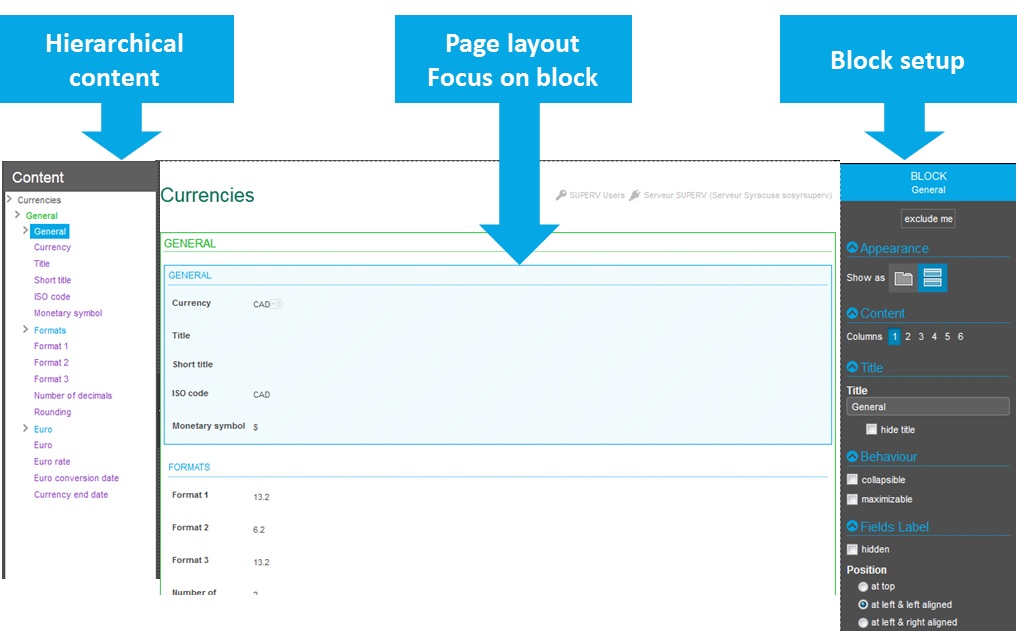 Hierarchical
content
Page layout
Focus on block
Block setup
Content
Currencies
General
General
Currency
Title
Short title
ISO code
Monetary symbol
Formats
Format 1
Format 2
Format 3
Number of decimals
Rounding
Euro
Euro
Euro rate
Euro conversion date
Currency end date
Currencies
SUPERV Users
Serveur SUPERV (Serveur Syracuse sosyrsuperv)
GENERAL
GENERAL
Currency CAD
Title
Short title
ISO code CAD
Monetary symbol $
FORMATS
Format 1 13.2
Format 2 6.2
Format 3 13.2
Number of
BLOCK
General
exclude me
Appearance
Show as
Content
Columns 1 2 3 4 5 6
Title
Title
General
hide title
Behaviour
collapsible
maximizable
Fields Label
hidden
Position
at top
at left & left aligned
at left & right aligned